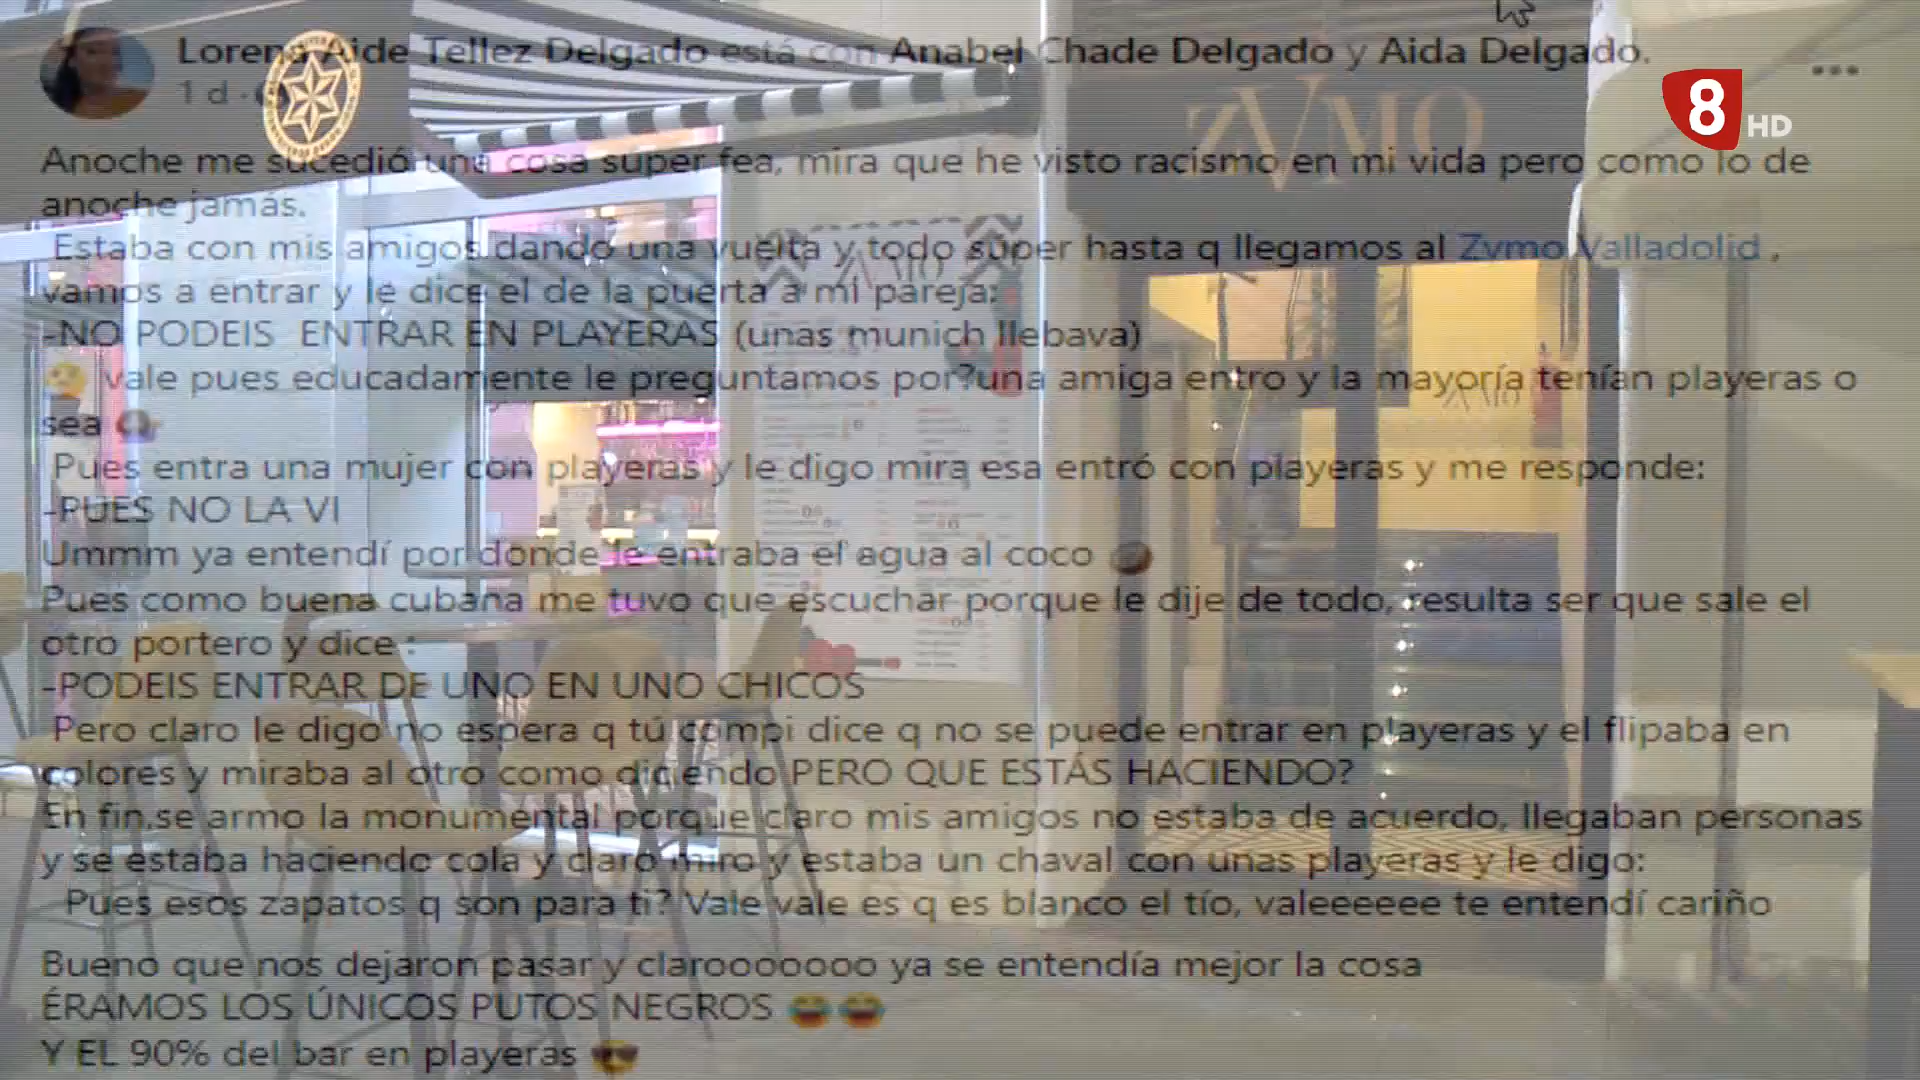 Lorena Aide Tellez Delgado está con Anabel Chade Delgado y Aida Delgado.
1 d ·
8 HD
ZYMO
Anoche me sucedió una cosa super fea, mira que he visto racismo en mi vida pero como lo de
anoche jamás.
Estaba con mis amigos dando una vuelta y todo súper hasta q llegamos al Zymo Valladolid ,
vamos a entrar y le dice el de la puerta a mi pareja:
-NO PODEIS ENTRAR EN PLAYERAS (unas munich llebava)
vale pues educadamente le preguntamos por?una amiga entro y la mayoría tenían playeras o
sea
Pues entra una mujer con playeras y le digo mira esa entró con playeras y me responde:
-PUES NO LA VI
Ummm ya entendí por donde le entraba el agua al coco
Pues como buena cubana me tuvo que escuchar porque le dije de todo, resulta ser que sale el
otro portero y dice :
-PODEIS ENTRAR DE UNO EN UNO CHICOS
Pero claro le digo no espera q tú compi dice q no se puede entrar en playeras y el flipaba en
colores y miraba al otro como diciendo PERO QUE ESTÁS HACIENDO?
En fin,se armo la monumental porque claro mis amigos no estaba de acuerdo, llegaban personas
y se estaba haciendo cola y claro miro y estaba un chaval con unas playeras y le digo:
Pues esos zapatos q son para ti? Vale vale es q es blanco el tío, valeeeeee te entendí cariño
Bueno que nos dejaron pasar y clarooooooo ya se entendía mejor la cosa
ÉRAMOS LOS ÚNICOS PUTOS NEGROS 😂😂
Y EL 90% del bar en playeras 😎